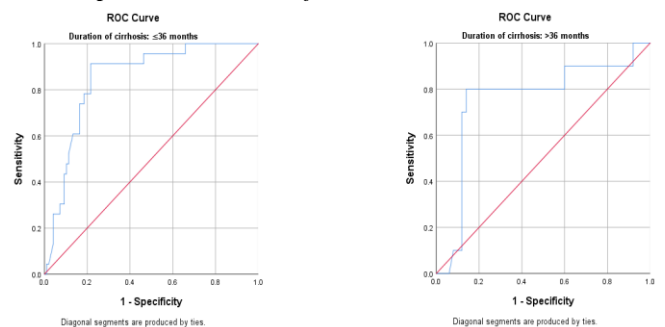 ROC Curve
Duration of cirrhosis: ≤36 months
1.0
0.8
0.6
0.4
0.2
0.0
Sensitivity
0.0 0.2 0.4 0.6 0.8 1.0
1 - Specificity
Diagonal segments are produced by ties.
ROC Curve
Duration of cirrhosis: >36 months
1.0
0.8
0.6
0.4
0.2
0.0
Sensitivity
0.0 0.2 0.4 0.6 0.8 1.0
1 - Specificity
Diagonal segments are produced by ties.